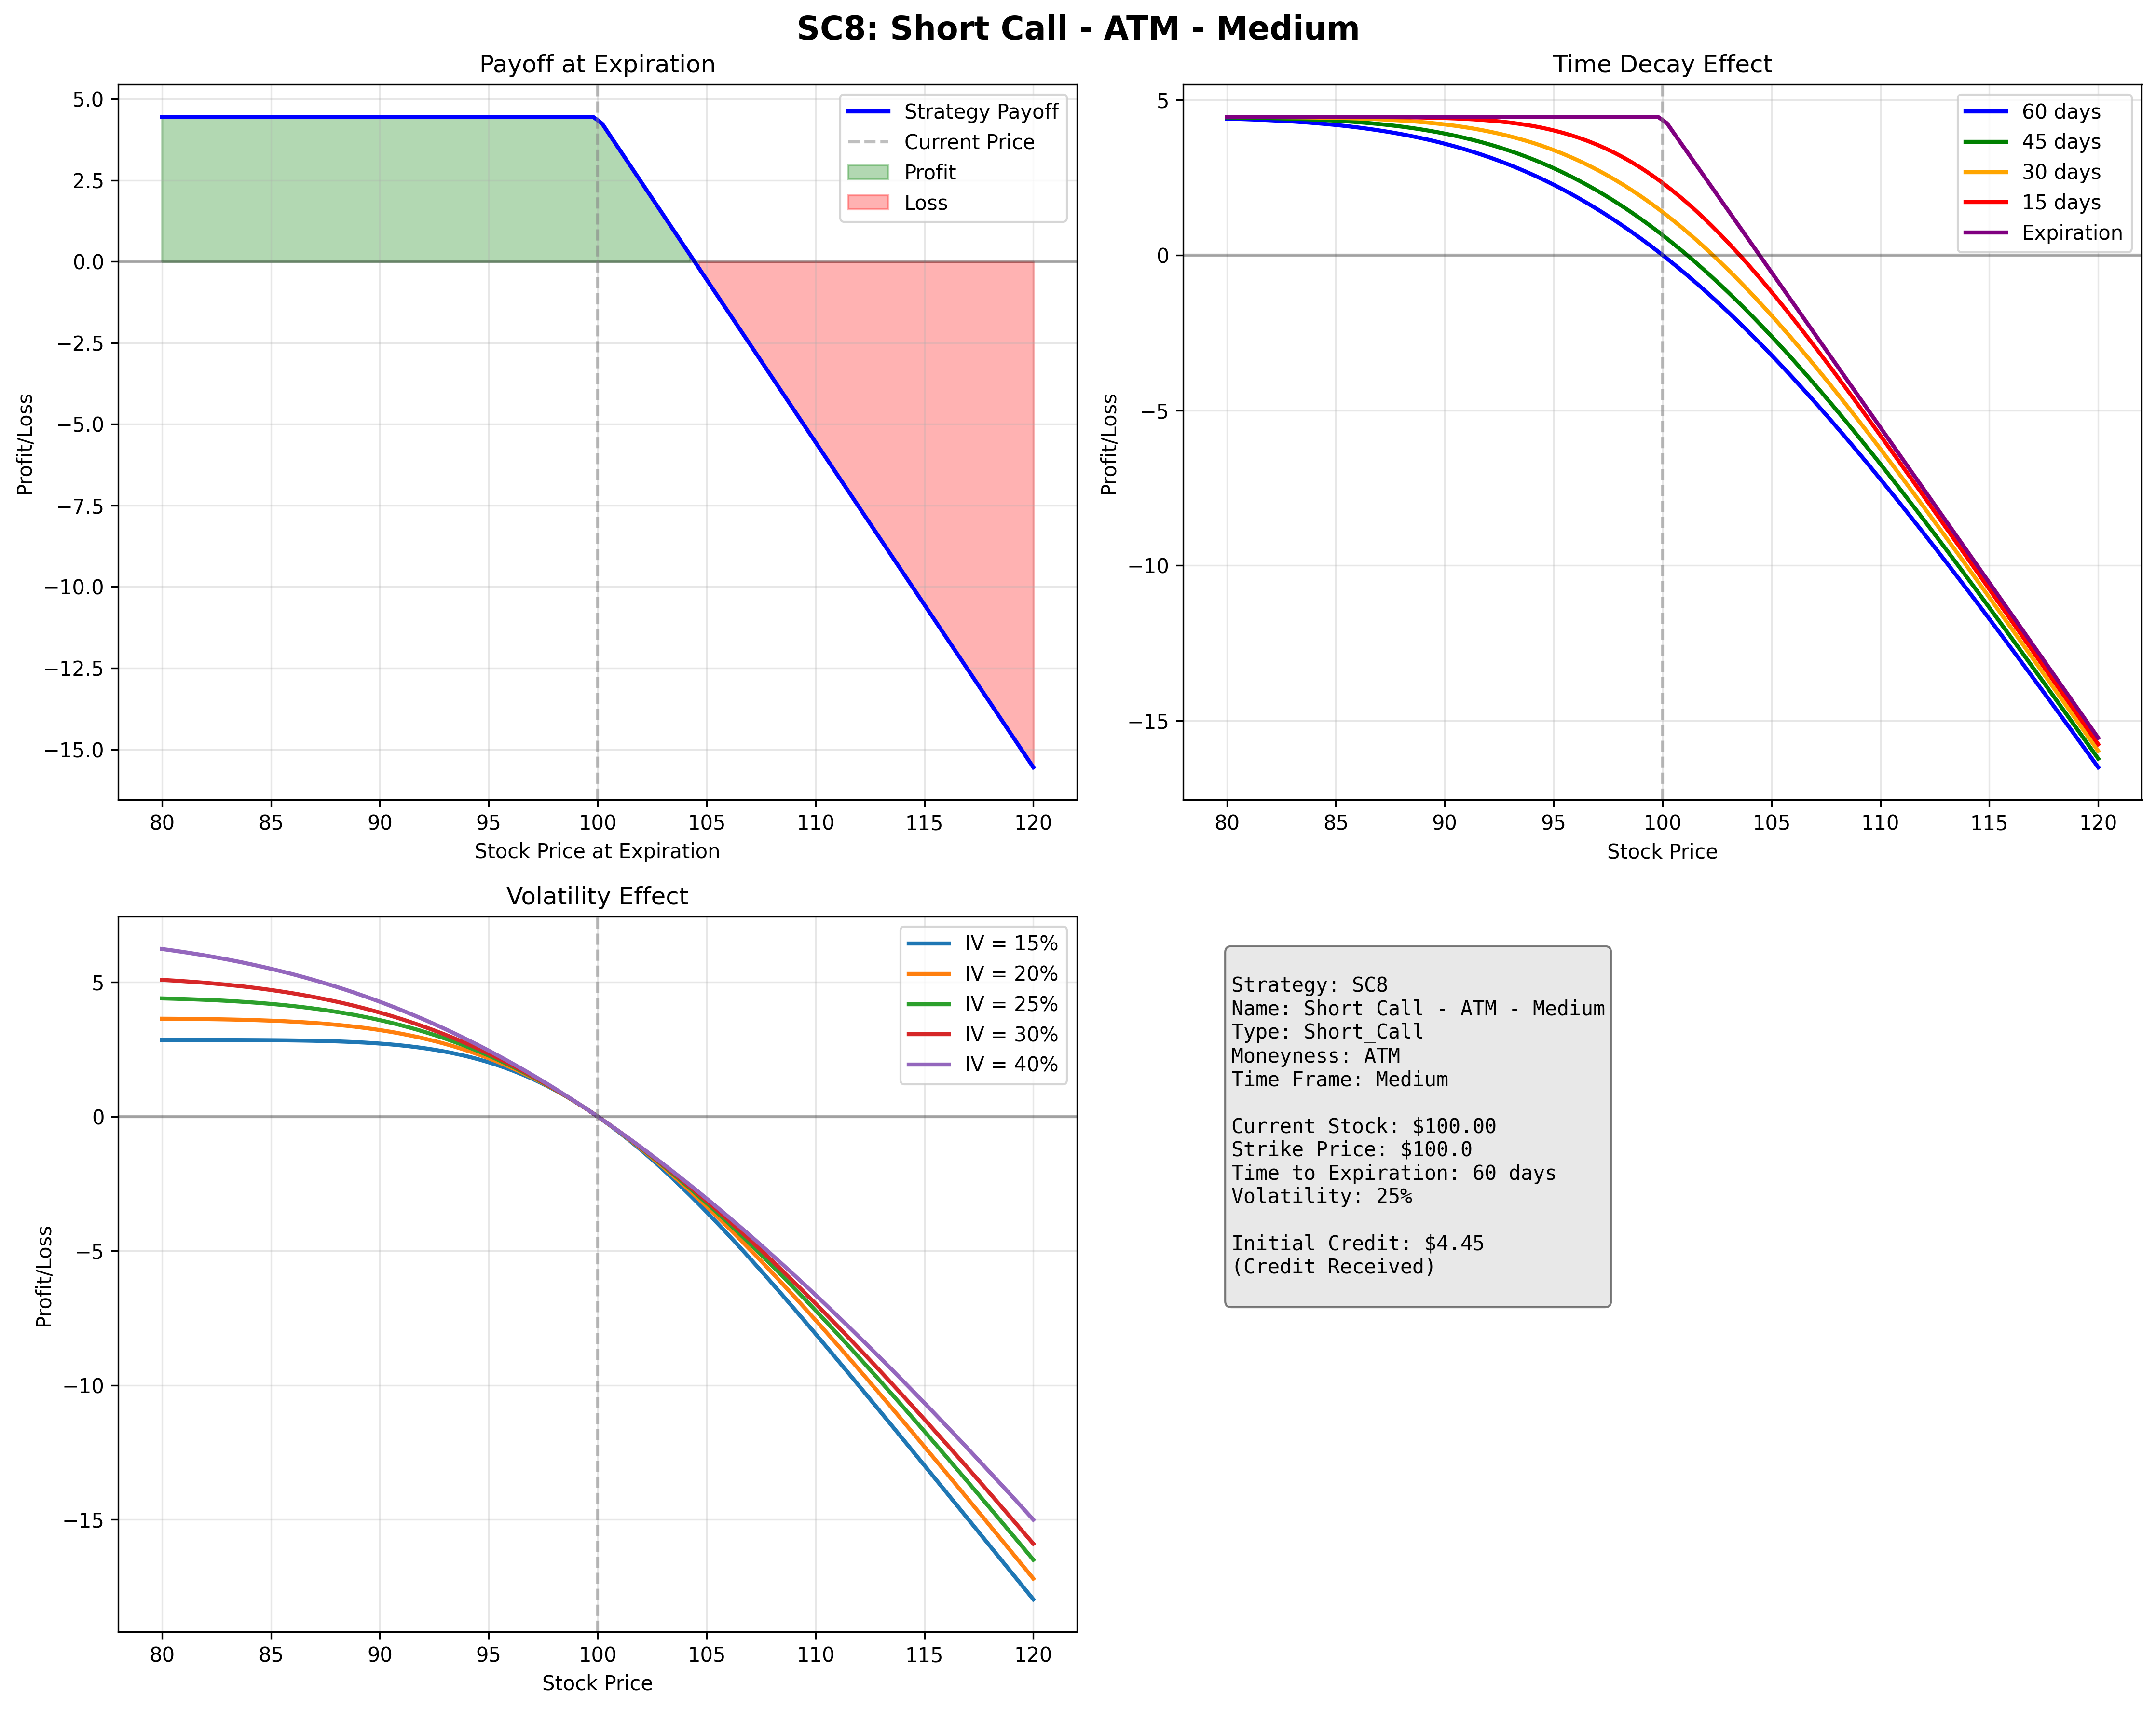 SC8: Short Call - ATM - Medium
Payoff at Expiration
5.0
2.5
0.0
−2.5
−5.0
−7.5
−10.0
−12.5
−15.0
Profit/Loss
80 85 90 95 100 105 110 115 120
Stock Price at Expiration
Strategy Payoff
Current Price
Profit
Loss
Time Decay Effect
5
0
−5
−10
−15
Profit/Loss
80 85 90 95 100 105 110 115 120
Stock Price
60 days
45 days
30 days
15 days
Expiration
Volatility Effect
5
0
−5
−10
−15
Profit/Loss
80 85 90 95 100 105 110 115 120
Stock Price
IV = 15%
IV = 20%
IV = 25%
IV = 30%
IV = 40%
Strategy: SC8
Name: Short Call - ATM - Medium
Type: Short_Call
Moneyness: ATM
Time Frame: Medium
Current Stock: $100.00
Strike Price: $100.0
Time to Expiration: 60 days
Volatility: 25%
Initial Credit: $4.45
(Credit Received)